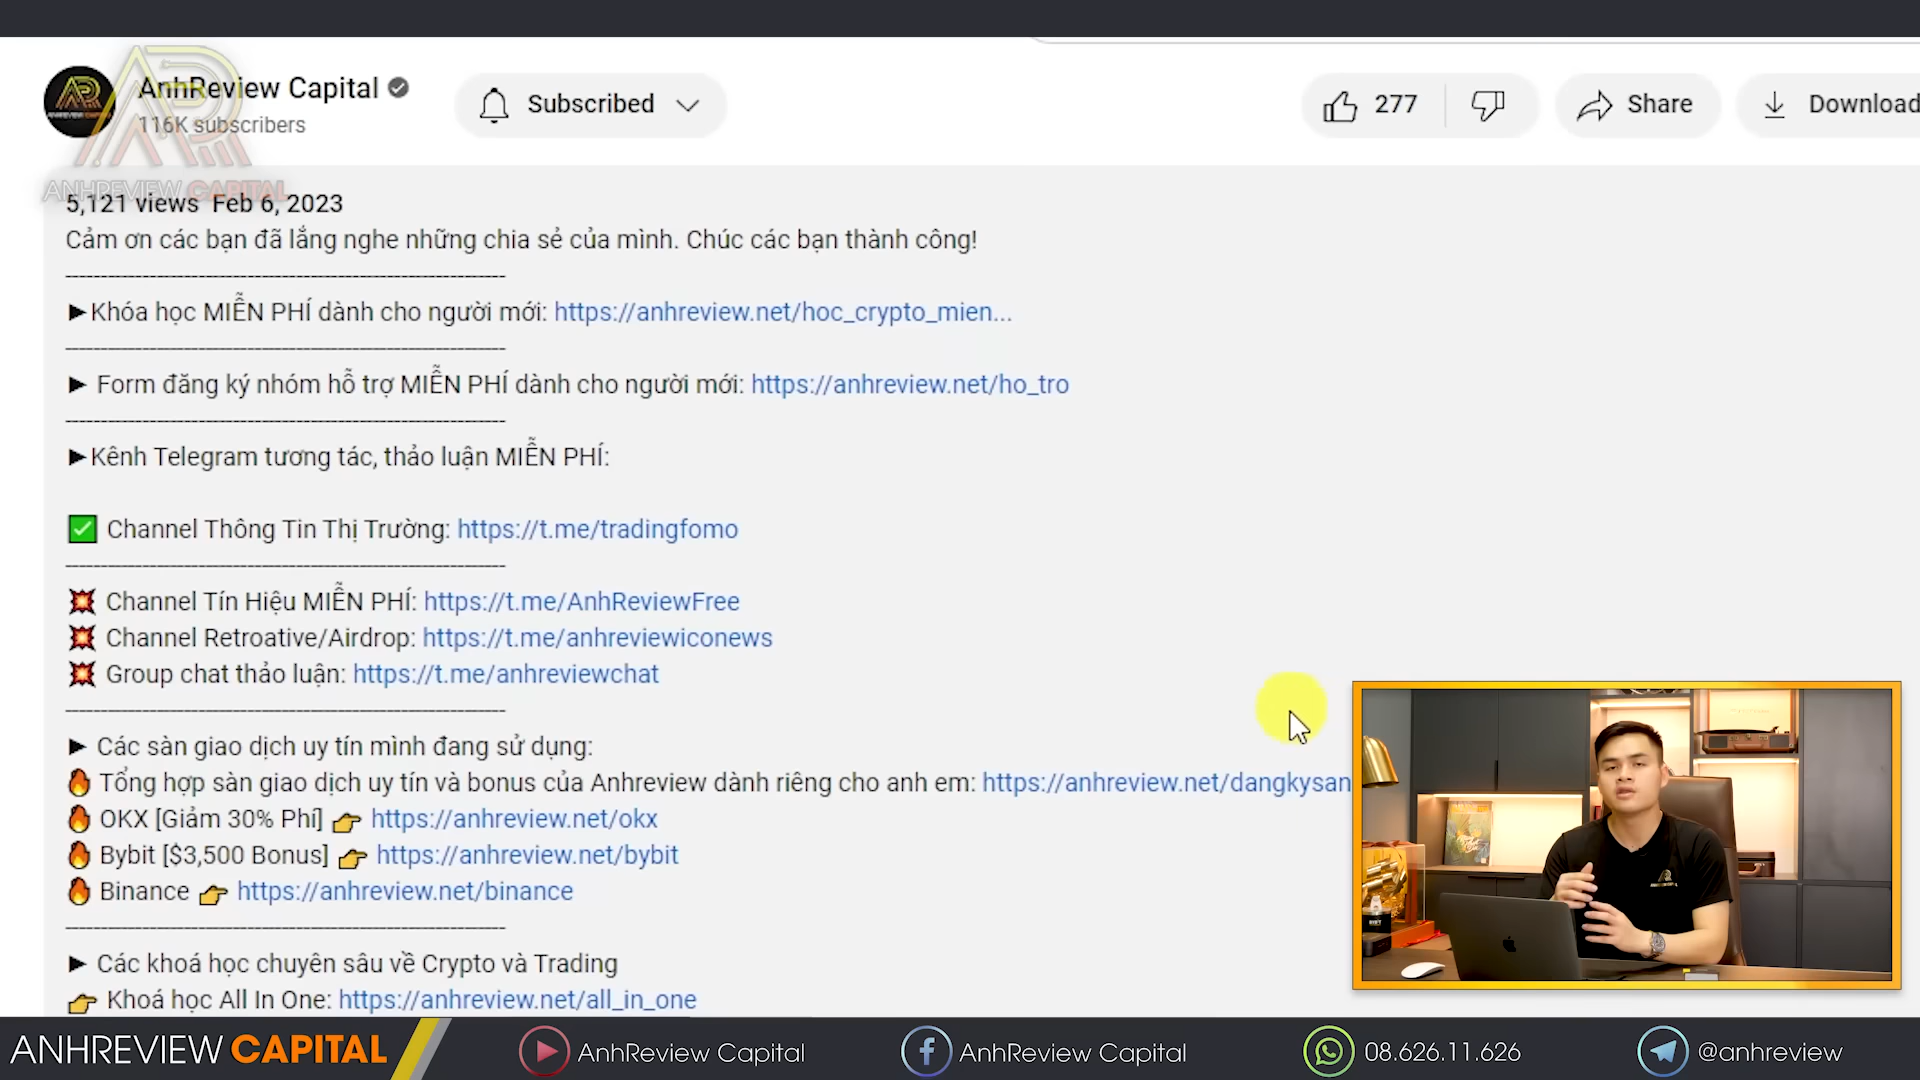 AnhReview Capital
116K subscribers
Subscribed
277
Share
Download
ANHREVIEW CAPITAL
5,121 views Feb 6, 2023
Cảm ơn các bạn đã lắng nghe những chia sẻ của mình. Chúc các bạn thành công!
►Khóa học MIỄN PHÍ dành cho người mới: https://anhreview.net/hoc_crypto_mien...
► Form đăng ký nhóm hỗ trợ MIỄN PHÍ dành cho người mới: https://anhreview.net/ho_tro
►Kênh Telegram tương tác, thảo luận MIỄN PHÍ:
✅ Channel Thông Tin Thị Trường: https://t.me/tradingfomo
💥 Channel Tín Hiệu MIỄN PHÍ: https://t.me/AnhReviewFree
💥 Channel Retroative/Airdrop: https://t.me/anhreviewiconews
💥 Group chat thảo luận: https://t.me/anhreviewchat
► Các sàn giao dịch uy tín mình đang sử dụng:
🔥 Tổng hợp sàn giao dịch uy tín và bonus của Anhreview dành riêng cho anh em: https://anhreview.net/dangkysan
🔥 OKX [Giảm 30% Phí] 👉 https://anhreview.net/okx
🔥 Bybit [$3,500 Bonus] 👉 https://anhreview.net/bybit
🔥 Binance 👉 https://anhreview.net/binance
► Các khoá học chuyên sâu về Crypto và Trading
👉 Khoá học All In One: https://anhreview.net/all_in_one
ANHREVIEW CAPITAL
AnhReview Capital
AnhReview Capital
08.626.11.626
@anhreview